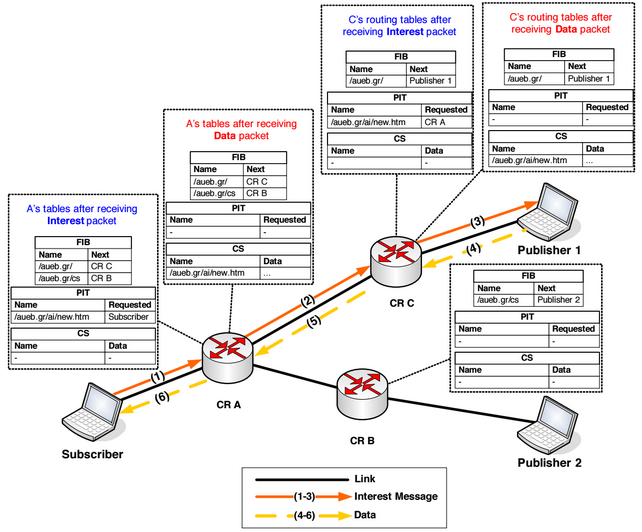 C's routing tables after
receiving Interest packet
FIB
Name Next
/aueb.gr/ Publisher 1
PIT
Name Requested
/aueb.gr/ai/new.htm CR A
CS
Name Data
- -
C's routing tables after
receiving Data packet
FIB
Name Next
/aueb.gr/ Publisher 1
PIT
Name Requested
- -
CS
Name Data
/aueb.gr/ai/new.htm ...
A's tables after receiving
Data packet
FIB
Name Next
/aueb.gr/ CR C
/aueb.gr/cs CR B
PIT
Name Requested
- -
CS
Name Data
/aueb.gr/ai/new.htm ...
A's tables after receiving
Interest packet
FIB
Name Next
/aueb.gr/ CR C
/aueb.gr/cs CR B
PIT
Name Requested
/aueb.gr/ai/new.htm Subscriber
CS
Name Data
- -
(3)
(4)
Publisher 1
CR C
(2)
(5)
FIB
Name Next
/aueb.gr/cs Publisher 2
PIT
Name Requested
- -
CS
Name Data
- -
(1)
(6)
CR A
CR B
Subscriber
Publisher 2
Link
(1-3) Interest Message
(4-6) Data